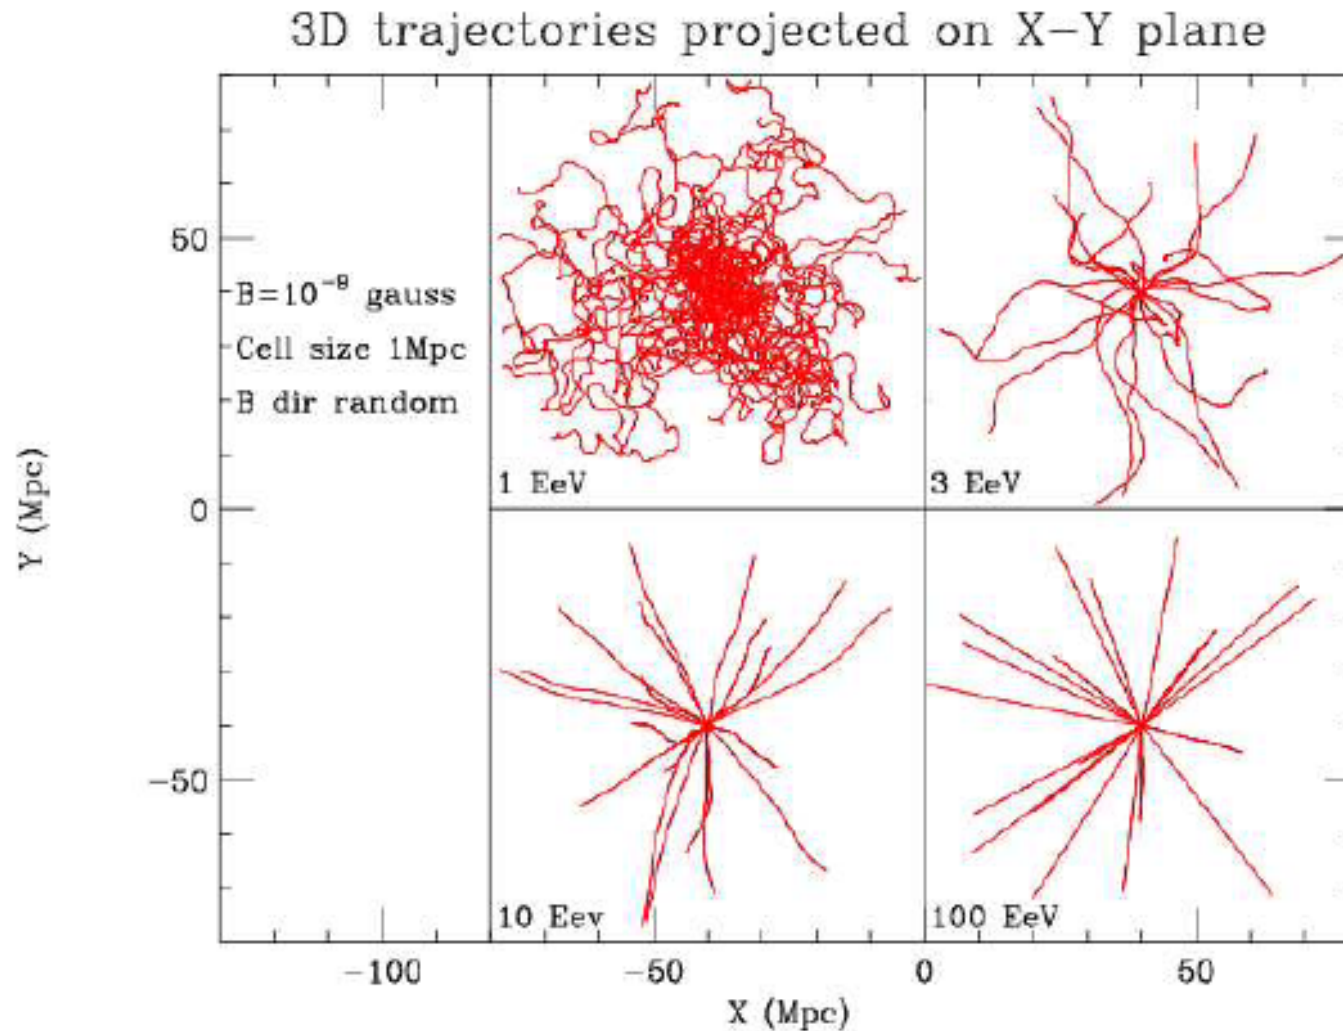 3D trajectories projected on X-Y plane
50
0
-50
Y (Mpc)
B=10⁻⁹ gauss
Cell size 1Mpc
B dir random
1 EeV
3 EeV
10 Eev
100 EeV
-100
-50
0
50
X (Mpc)